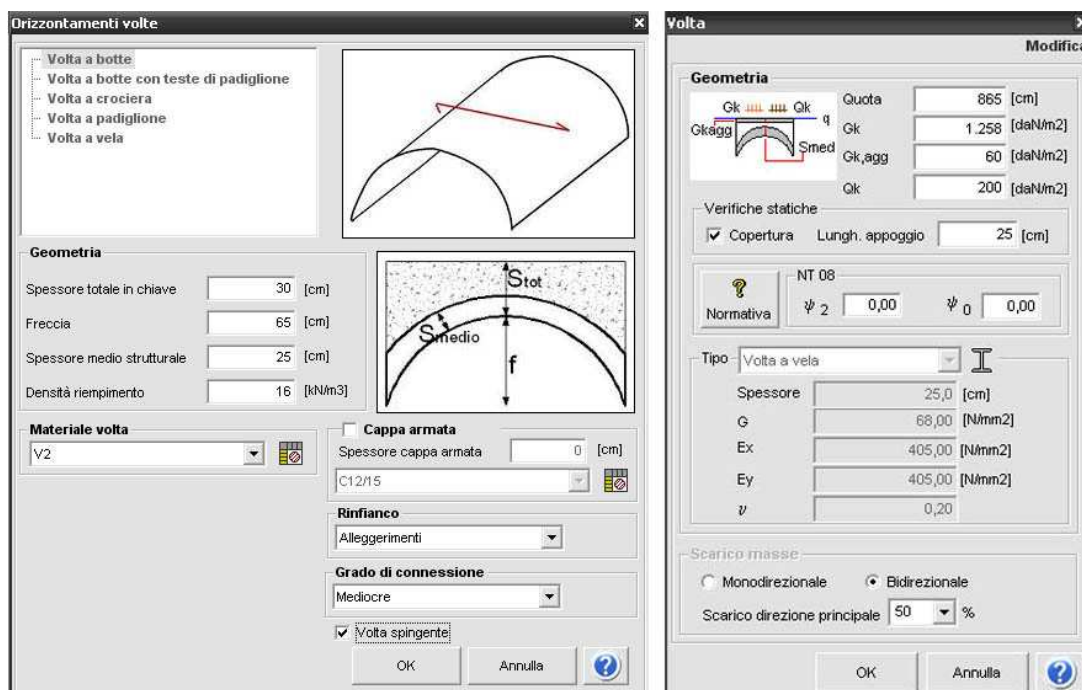 Orizzontamenti volte
Volta a botte
Volta a botte con teste di padiglione
Volta a crociera
Volta a padiglione
Volta a vela
Geometria
Spessore totale in chiave 30 [cm]
Freccia 65 [cm]
Spessore medio strutturale 25 [cm]
Densità riempimento 16 [kN/m3]
Stot
Smedio
f
Materiale volta
V2
Cappa armata
Spessore cappa armata 0 [cm]
C12/15
Rinfianco
Alleggerimenti
Grado di connessione
Mediocre
Volta spingente
OK Annulla ?
Volta
Modifica
Geometria
Gk Qk
q
Gkagg
Smed
Quota 865 [cm]
Gk 1.258 [daN/m2]
Gk,agg 60 [daN/m2]
Qk 200 [daN/m2]
Verifiche statiche
Copertura Lungh. appoggio 25 [cm]
? Normativa
NT 08
ψ 2 0,00 ψ 0 0,00
Tipo Volta a vela
Spessore 25,0 [cm]
G 68,00 [N/mm2]
Ex 405,00 [N/mm2]
Ey 405,00 [N/mm2]
ν 0,20
Scarico masse
Monodirezionale Bidirezionale
Scarico direzione principale 50 %
OK Annulla ?